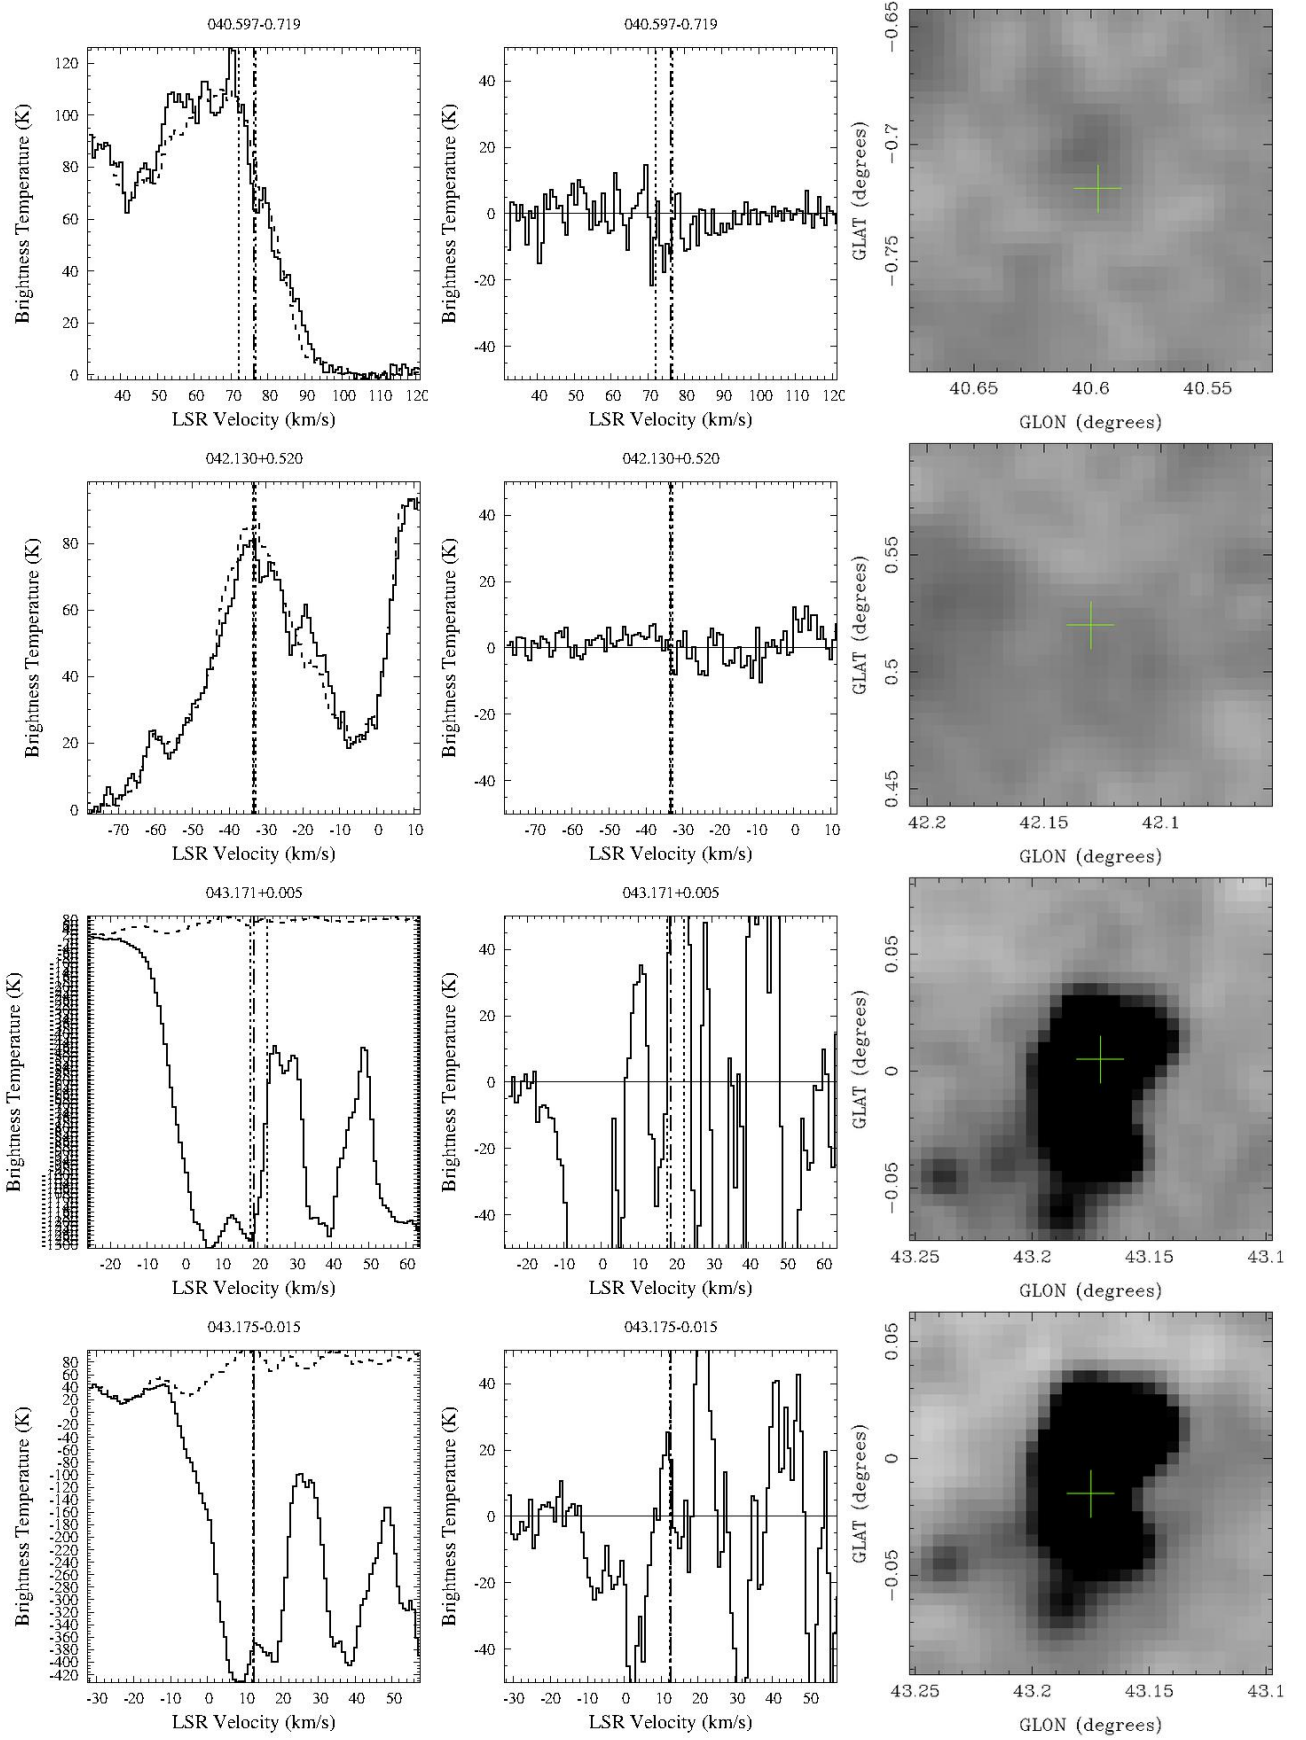 040.597-0.719
Brightness Temperature (K)
120
100
80
60
40
20
0
40 50 60 70 80 90 100 110 120
LSR Velocity (km/s)
040.597-0.719
Brightness Temperature (K)
40
20
0
-20
-40
40 50 60 70 80 90 100 110 120
LSR Velocity (km/s)
GLAT (degrees)
-0.65
-0.7
-0.75
40.65 40.6 40.55
GLON (degrees)
042.130+0.520
Brightness Temperature (K)
80
60
40
20
0
-70 -60 -50 -40 -30 -20 -10 0 10
LSR Velocity (km/s)
042.130+0.520
Brightness Temperature (K)
40
20
0
-20
-40
-70 -60 -50 -40 -30 -20 -10 0 10
LSR Velocity (km/s)
GLAT (degrees)
0.55
0.5
0.45
42.2 42.15 42.1
GLON (degrees)
043.171+0.005
Brightness Temperature (K)
-20 -10 0 10 20 30 40 50 60
LSR Velocity (km/s)
043.171+0.005
Brightness Temperature (K)
40
20
0
-20
-40
-20 -10 0 10 20 30 40 50 60
LSR Velocity (km/s)
GLAT (degrees)
0.05
0
-0.05
43.25 43.2 43.15 43.1
GLON (degrees)
043.175-0.015
Brightness Temperature (K)
80
60
40
20
0
-20
-40
-60
-80
-100
-120
-140
-160
-180
-200
-220
-240
-260
-280
-300
-320
-340
-360
-380
-400
-420
-30 -20 -10 0 10 20 30 40 50
LSR Velocity (km/s)
043.175-0.015
Brightness Temperature (K)
40
20
0
-20
-40
-30 -20 -10 0 10 20 30 40 50
LSR Velocity (km/s)
GLAT (degrees)
0.05
0
-0.05
43.25 43.2 43.15 43.1
GLON (degrees)